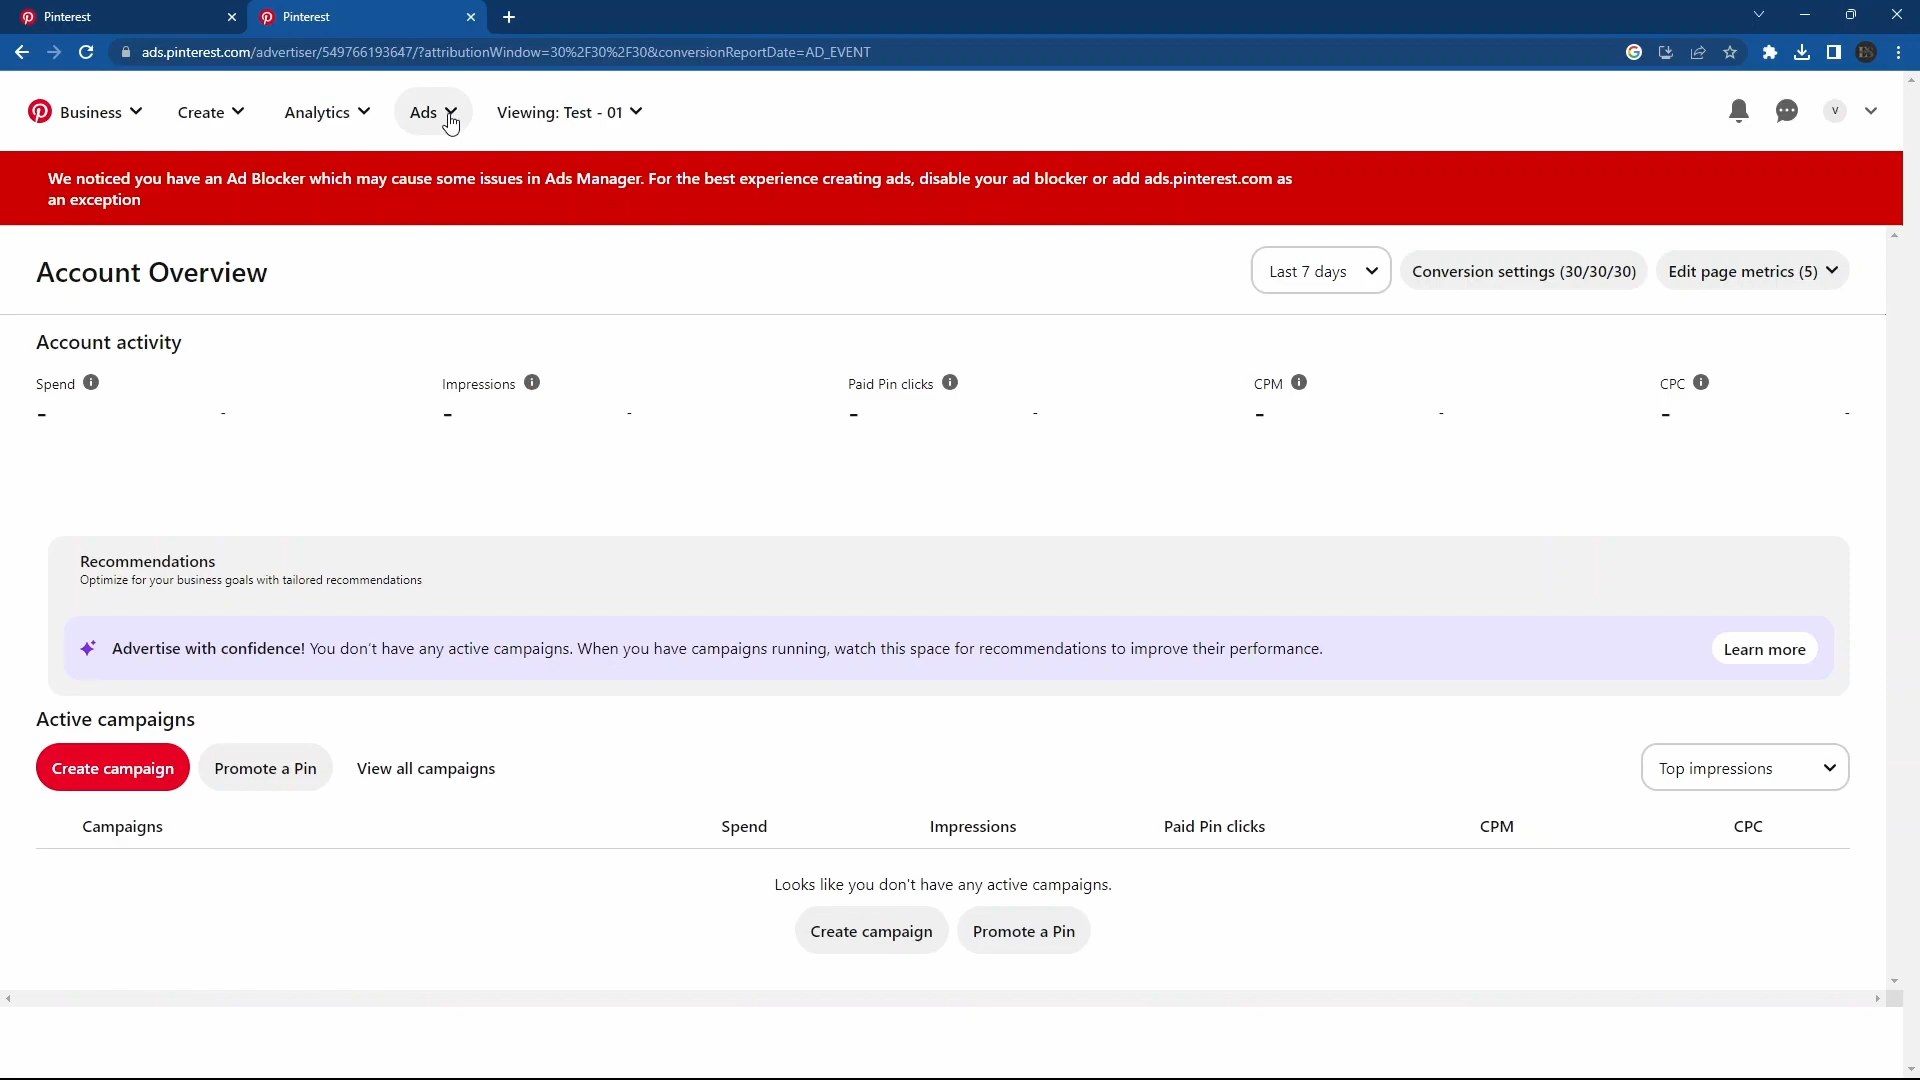 Pinterest
Pinterest
ads.pinterest.com/advertiser/549766193647/?attributionWindow=30%2F30%2F30&conversionReportDate=AD_EVENT
Business Create Analytics Ads Viewing: Test - 01 V
We noticed you have an Ad Blocker which may cause some issues in Ads Manager. For the best experience creating ads, disable your ad blocker or add ads.pinterest.com as
an exception
Account Overview
Last 7 days Conversion settings (30/30/30) Edit page metrics (5)
Account activity
Spend Impressions Paid Pin clicks CPM CPC
- - - - - - - - - -
Recommendations
Optimize for your business goals with tailored recommendations
Advertise with confidence! You don't have any active campaigns. When you have campaigns running, watch this space for recommendations to improve their performance. Learn more
Active campaigns
Create campaign Promote a Pin View all campaigns Top impressions
Campaigns Spend Impressions Paid Pin clicks CPM CPC
Looks like you don't have any active campaigns.
Create campaign Promote a Pin